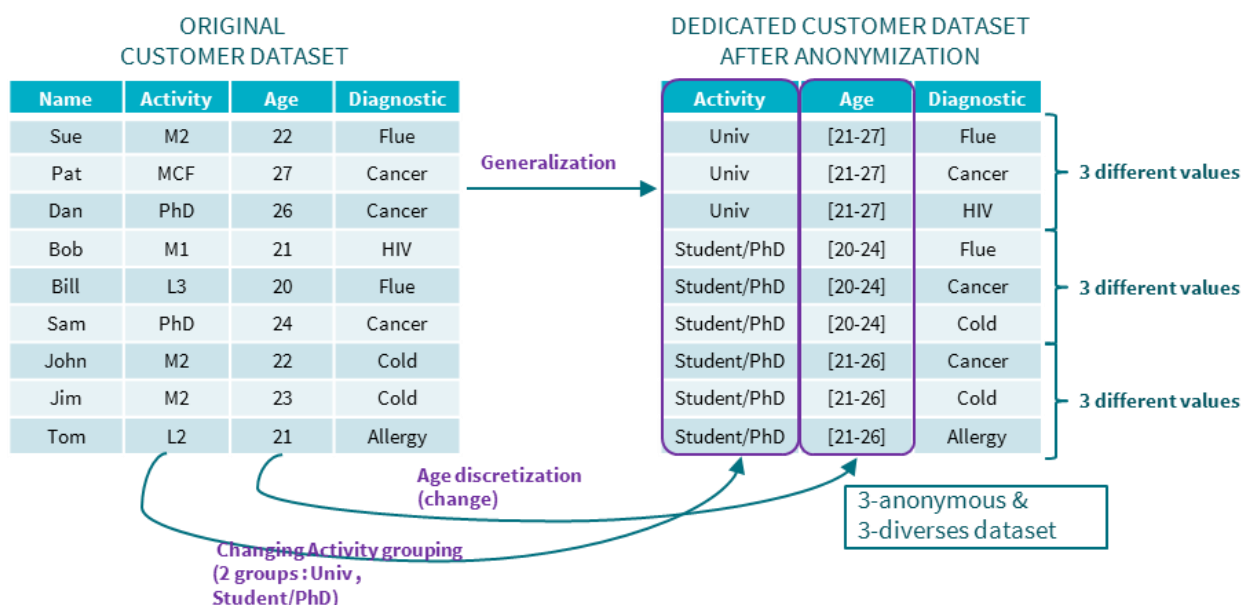 ORIGINAL
CUSTOMER DATASET
Name Activity Age Diagnostic
Sue M2 22 Flue
Pat MCF 27 Cancer
Dan PhD 26 Cancer
Bob M1 21 HIV
Bill L3 20 Flue
Sam PhD 24 Cancer
John M2 22 Cold
Jim M2 23 Cold
Tom L2 21 Allergy
Generalization
DEDICATED CUSTOMER DATASET
AFTER ANONYMIZATION
Activity Age Diagnostic
Univ [21-27] Flue
Univ [21-27] Cancer
Univ [21-27] HIV
Student/PhD [20-24] Flue
Student/PhD [20-24] Cancer
Student/PhD [20-24] Cold
Student/PhD [21-26] Cancer
Student/PhD [21-26] Cold
Student/PhD [21-26] Allergy
3 different values
3 different values
3 different values
Age discretization
(change)
Changing Activity grouping
(2 groups : Univ ,
Student/PhD)
3-anonymous &
3-diverses dataset